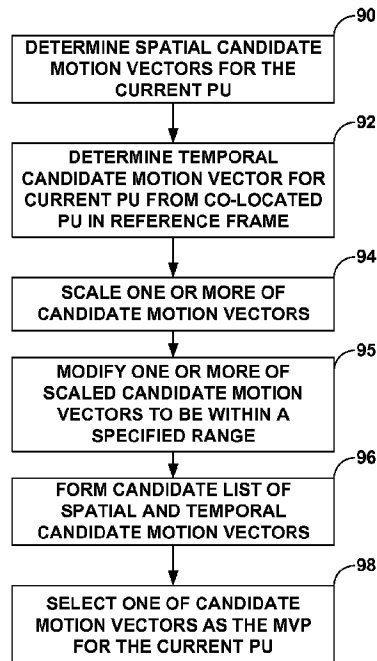 90
DETERMINE SPATIAL CANDIDATE
MOTION VECTORS FOR THE
CURRENT PU
92
DETERMINE TEMPORAL
CANDIDATE MOTION VECTOR FOR
CURRENT PU FROM CO-LOCATED
PU IN REFERENCE FRAME
94
SCALE ONE OR MORE OF
CANDIDATE MOTION VECTORS
95
MODIFY ONE OR MORE OF
SCALED CANDIDATE MOTION
VECTORS TO BE WITHIN A
SPECIFIED RANGE
96
FORM CANDIDATE LIST OF
SPATIAL AND TEMPORAL
CANDIDATE MOTION VECTORS
98
SELECT ONE OF CANDIDATE
MOTION VECTORS AS THE MVP
FOR THE CURRENT PU